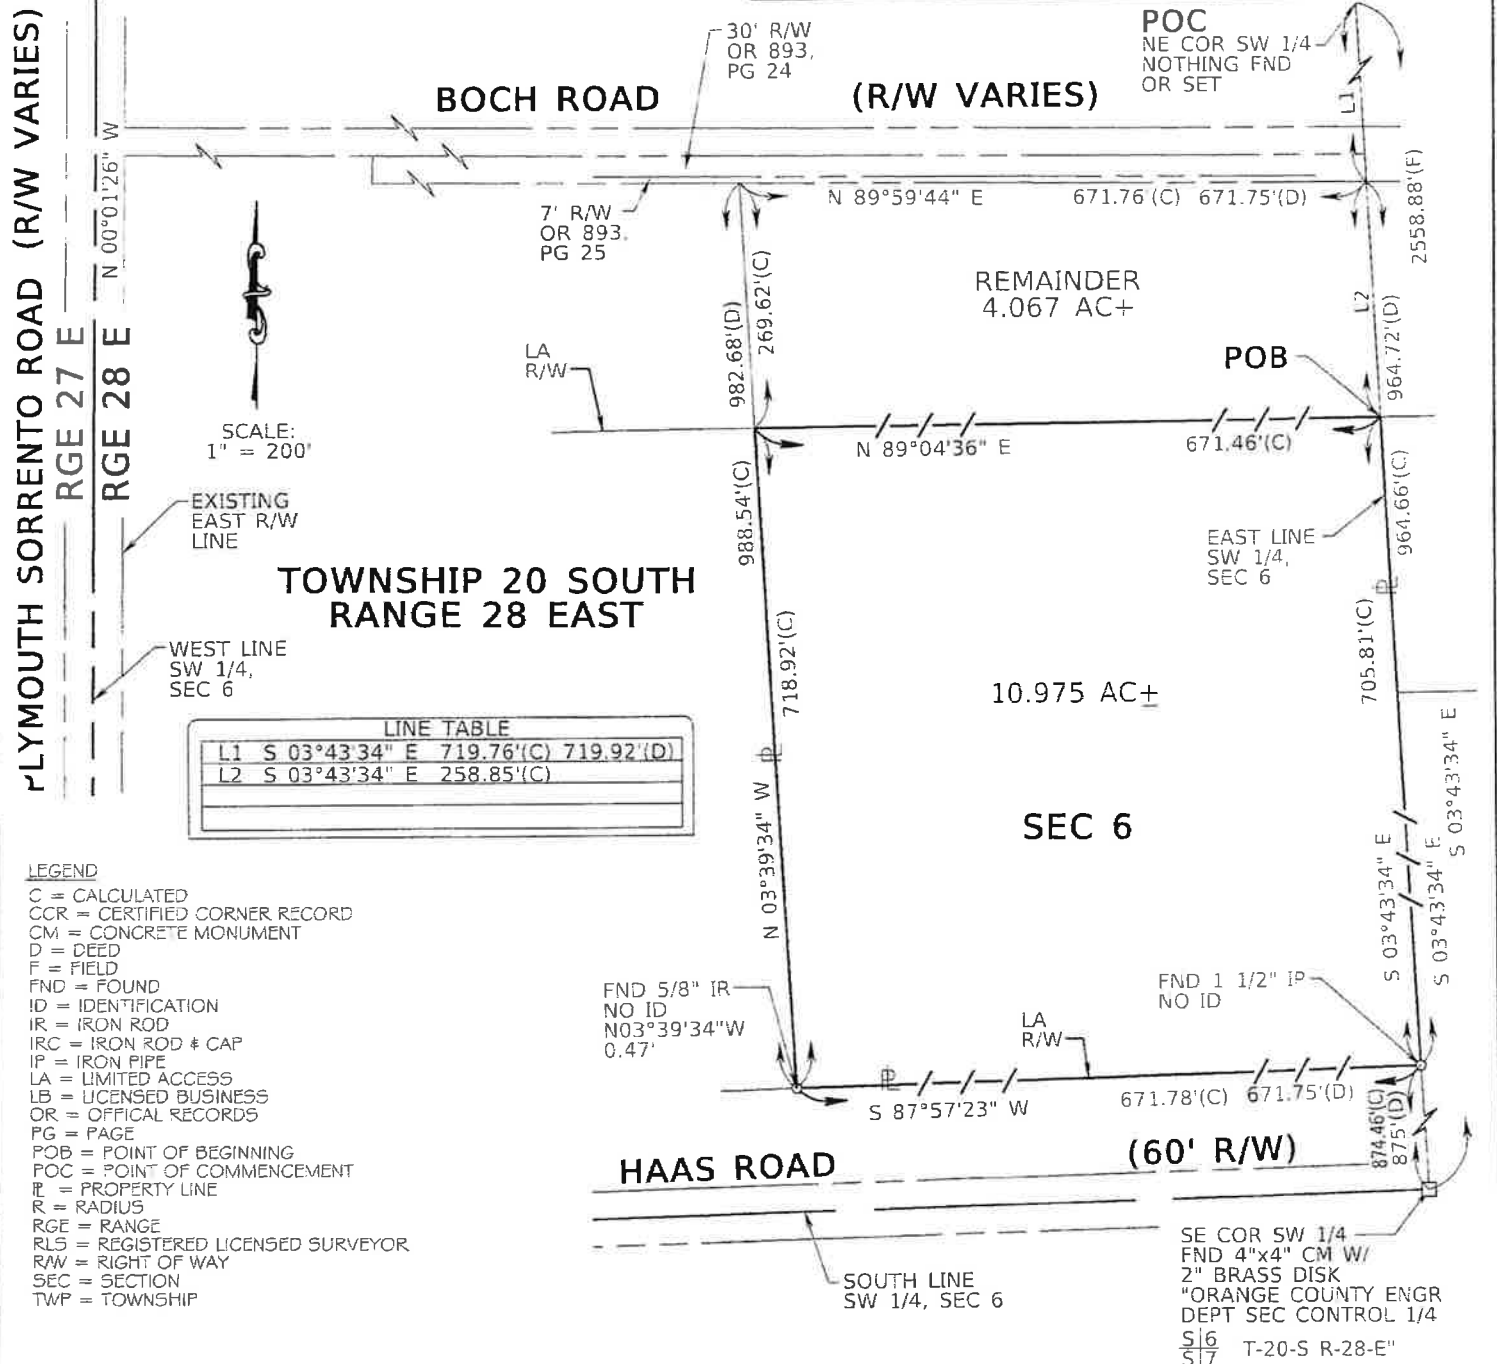 PLYMOUTH SORRENTO ROAD (R/W VARIES)
RGE 27 E
RGE 28 E
N 00°01'26" W
30' R/W
OR 893,
PG 24
POC
NE COR SW 1/4
NOTHING FND
OR SET
BOCH ROAD (R/W VARIES)
L1
7' R/W
OR 893,
PG 25
N 89°59'44" E 671.76'(C) 671.75'(D)
2558.88'(F)
982.68'(D)
269.62'(C)
REMAINDER
4.067 AC±
L2
964.72'(D)
LA
R/W
POB
SCALE:
1" = 200'
N 89°04'36" E 671.46'(C)
988.54'(C)
964.66'(C)
EXISTING
EAST R/W
LINE
EAST LINE
SW 1/4,
SEC 6
TOWNSHIP 20 SOUTH
RANGE 28 EAST
WEST LINE
SW 1/4,
SEC 6
718.92'(C)
705.81'(C)
10.975 AC±
LINE TABLE
L1 S 03°43'34" E 719.76'(C) 719.92'(D)
L2 S 03°43'34" E 258.85'(C)
N 03°39'34" W
SEC 6
S 03°43'34" E
S 03°43'34" E
S 03°43'34" E
LEGEND
C = CALCULATED
CCR = CERTIFIED CORNER RECORD
CM = CONCRETE MONUMENT
D = DEED
F = FIELD
FND = FOUND
ID = IDENTIFICATION
IR = IRON ROD
IRC = IRON ROD & CAP
IP = IRON PIPE
LA = LIMITED ACCESS
LB = LICENSED BUSINESS
OR = OFFICAL RECORDS
PG = PAGE
POB = POINT OF BEGINNING
POC = POINT OF COMMENCEMENT
PL = PROPERTY LINE
R = RADIUS
RGE = RANGE
RLS = REGISTERED LICENSED SURVEYOR
R/W = RIGHT OF WAY
SEC = SECTION
TWP = TOWNSHIP
FND 5/8" IR
NO ID
N03°39'34"W
0.47'
FND 1 1/2" IP
NO ID
LA
R/W
PL
S 87°57'23" W 671.78'(C) 671.75'(D)
874.46'(C)
875'(D)
HAAS ROAD (60' R/W)
SOUTH LINE
SW 1/4, SEC 6
SE COR SW 1/4
FND 4"x4" CM W/
2" BRASS DISK
"ORANGE COUNTY ENGR
DEPT SEC CONTROL 1/4
S|6
S|7 T-20-S R-28-E"